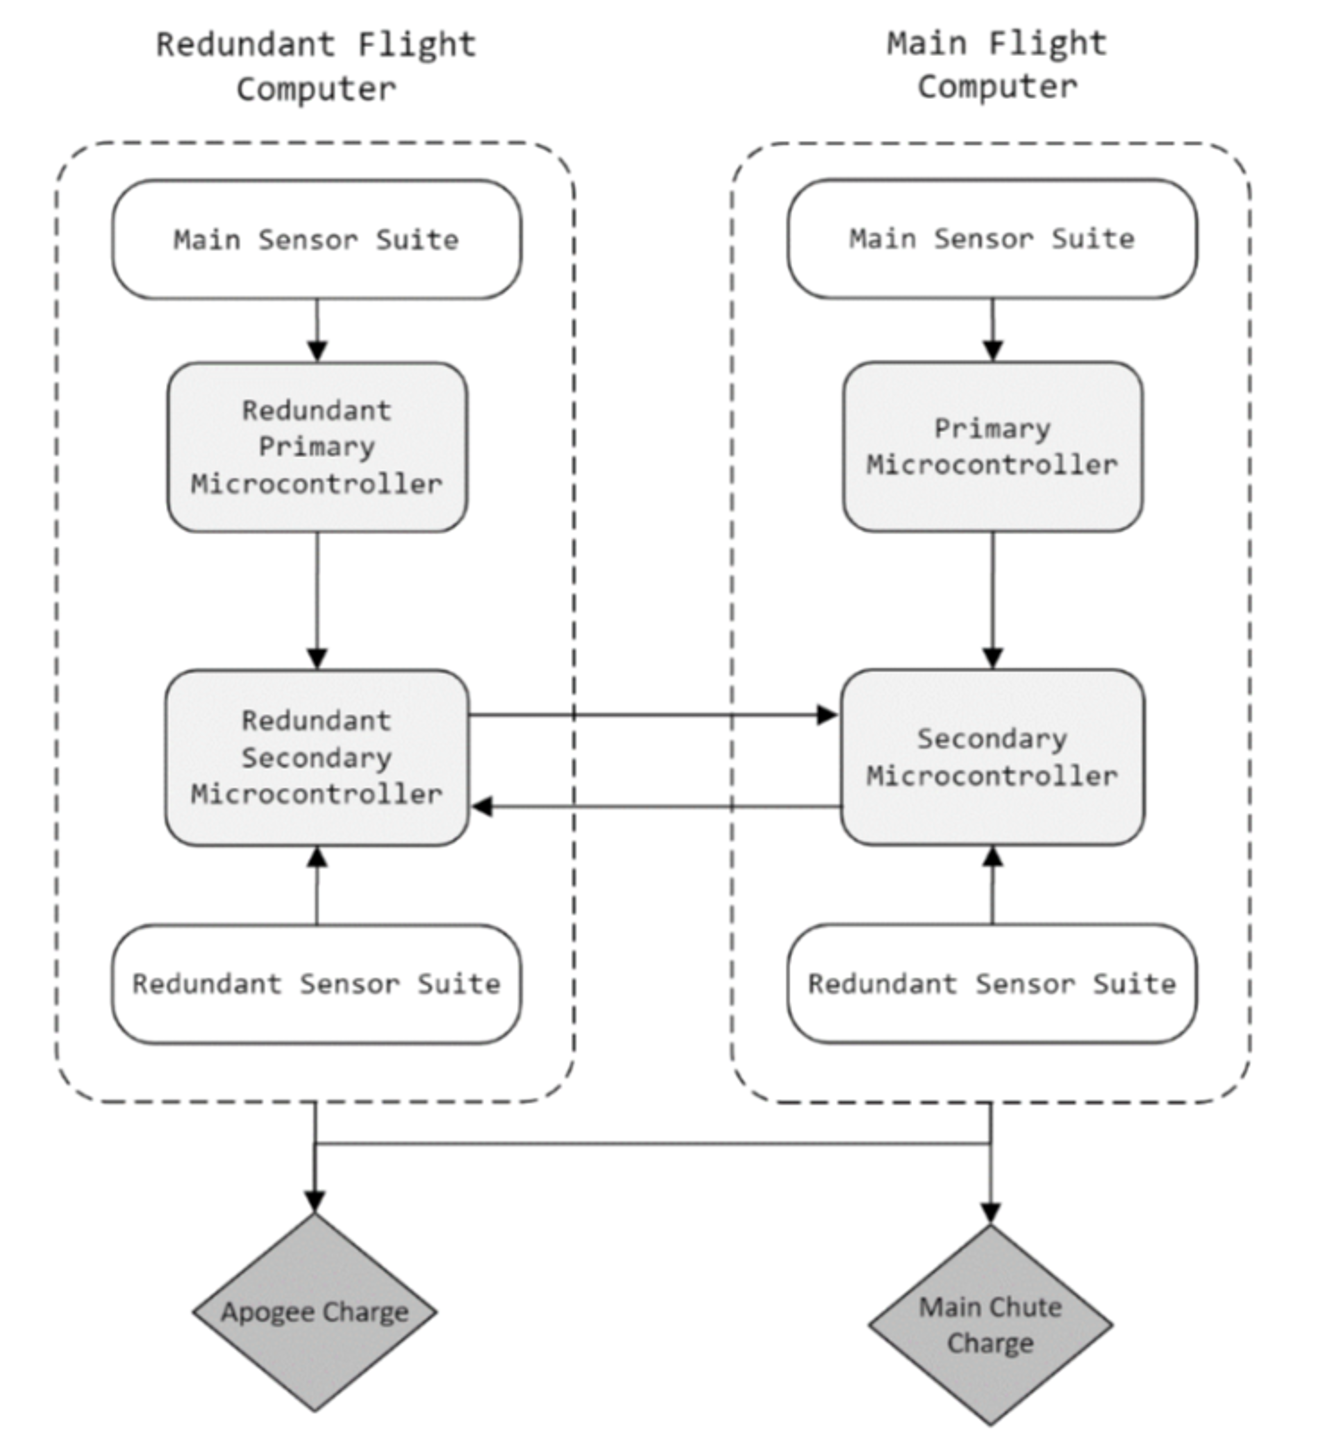 Redundant Flight
Computer
Main Sensor Suite
Redundant
Primary
Microcontroller
Redundant
Secondary
Microcontroller
Redundant Sensor Suite
Apogee Charge
Main Flight
Computer
Main Sensor Suite
Primary
Microcontroller
Secondary
Microcontroller
Redundant Sensor Suite
Main Chute
Charge